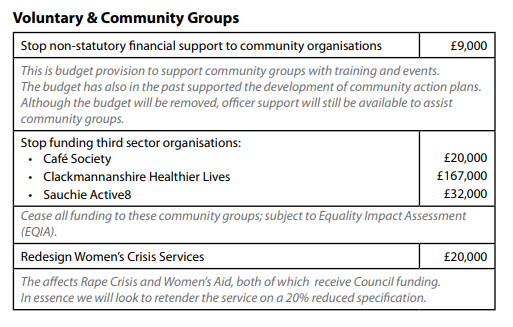 Voluntary & Community Groups
Stop non-statutory financial support to community organisations £9,000
This is budget provision to support community groups with training and events.
The budget has also in the past supported the development of community action plans.
Although the budget will be removed, officer support will still be available to assist
community groups.
Stop funding third sector organisations:
• Café Society £20,000
• Clackmannanshire Healthier Lives £167,000
• Sauchie Active8 £32,000
Cease all funding to these community groups; subject to Equality Impact Assessment
(EQIA).
Redesign Women's Crisis Services £20,000
The affects Rape Crisis and Women's Aid, both of which receive Council funding.
In essence we will look to retender the service on a 20% reduced specification.